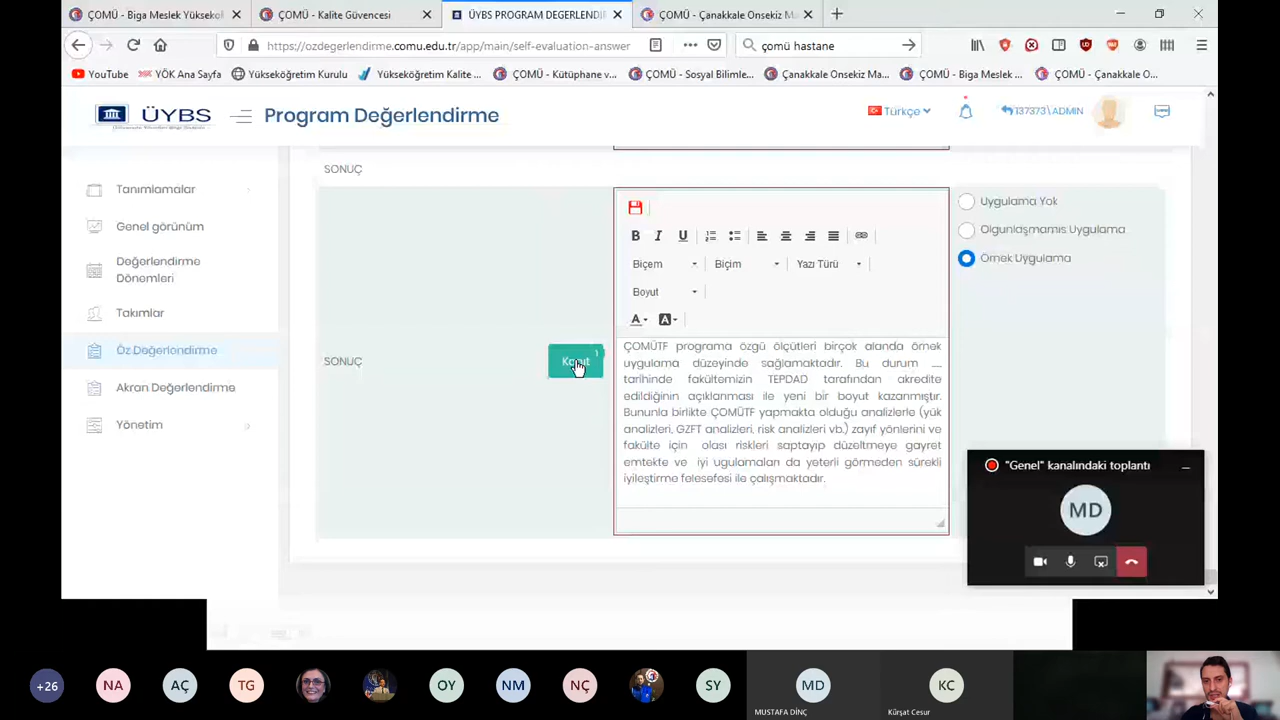 ÇOMÜ - Biga Meslek Yüksekol
ÇOMÜ - Kalite Güvencesi
ÜYBS PROGRAM DEGERLENDİ
ÇOMÜ - Çanakkale Onsekiz Ma
https://ozdegerlendirme.comu.edu.tr/app/main/self-evaluation-answer
çomü hastane
YouTube
YÖK Ana Sayfa
Yükseköğretim Kurulu
Yükseköğretim Kalite ...
ÇOMÜ - Kütüphane v...
ÇOMÜ - Sosyal Bilimle...
Çanakkale Onsekiz Ma...
ÇOMÜ - Biga Meslek ...
ÇOMÜ - Çanakkale O...
ÜYBS
Program Değerlendirme
Türkçe
137373\ADMIN
Tanımlamalar
Genel görünüm
Değerlendirme
Dönemleri
Takımlar
Öz Değerlendirme
Akran Değerlendirme
Yönetim
SONUÇ
SONUÇ
Kanıt
1
B I U
Biçem
Biçim
Yazı Türü
Boyut
A
A
ÇOMÜTF programa özgü ölçütleri birçok alanda örnek
uygulama düzeyinde sağlamaktadır. Bu durum ....
tarihinde fakültemizin TEPDAD tarafından akredite
edildiğinin açıklanması ile yeni bir boyut kazanmıştır.
Bununla birlikte ÇOMÜTF yapmakta olduğu analizlerle (yük
analizleri, GZFT analizleri, risk analizleri vb.) zayıf yönlerini ve
fakülte için olası riskleri saptayıp düzeltmeye gayret
emtekte ve iyi ugulamaları da yeterli görmeden sürekli
iyileştirme felesefesi ile çalışmaktadır.
Uygulama Yok
Olgunlaşmamış Uygulama
Örnek Uygulama
"Genel" kanalındaki toplantı
MD
+26
NA
AÇ
TG
OY
NM
NÇ
SY
MD
KC
MUSTAFA DİNÇ
Kürşat Cesur